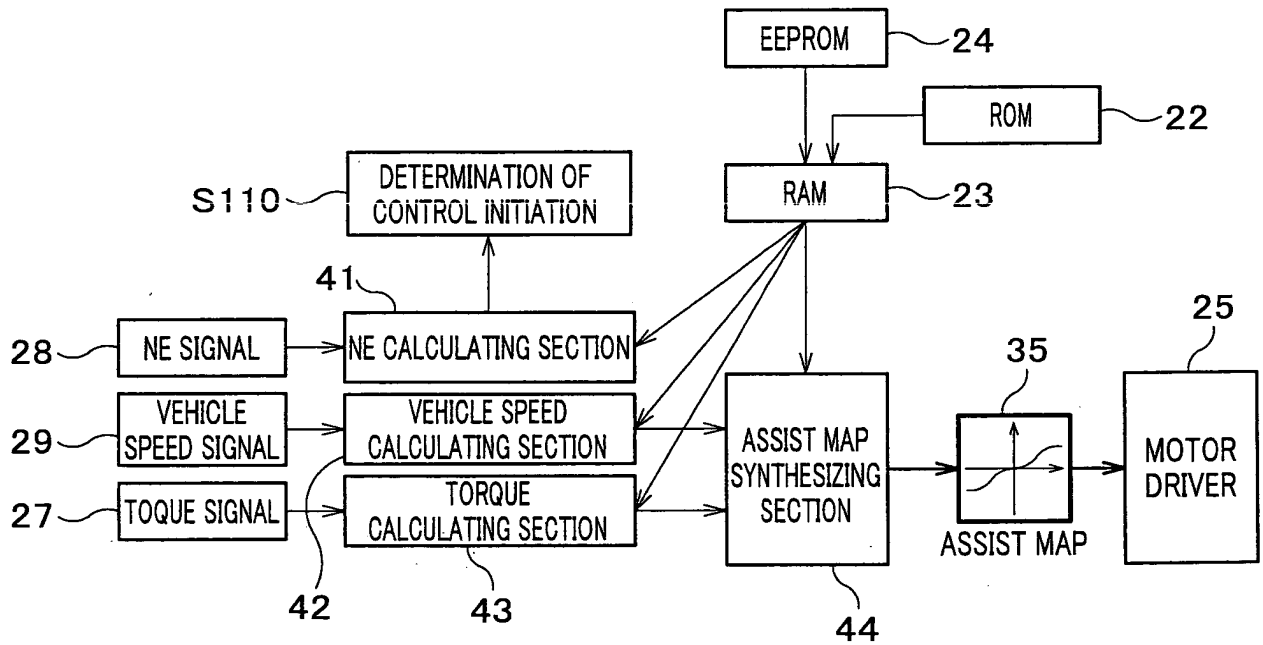 EEPROM
24
ROM
22
DETERMINATION OF
CONTROL INITIATION
S110
RAM
23
41
NE SIGNAL
28
NE CALCULATING SECTION
25
35
VEHICLE
SPEED SIGNAL
29
VEHICLE SPEED
CALCULATING SECTION
ASSIST MAP
SYNTHESIZING
SECTION
MOTOR
DRIVER
TOQUE SIGNAL
27
TORQUE
CALCULATING SECTION
ASSIST MAP
42
43
44